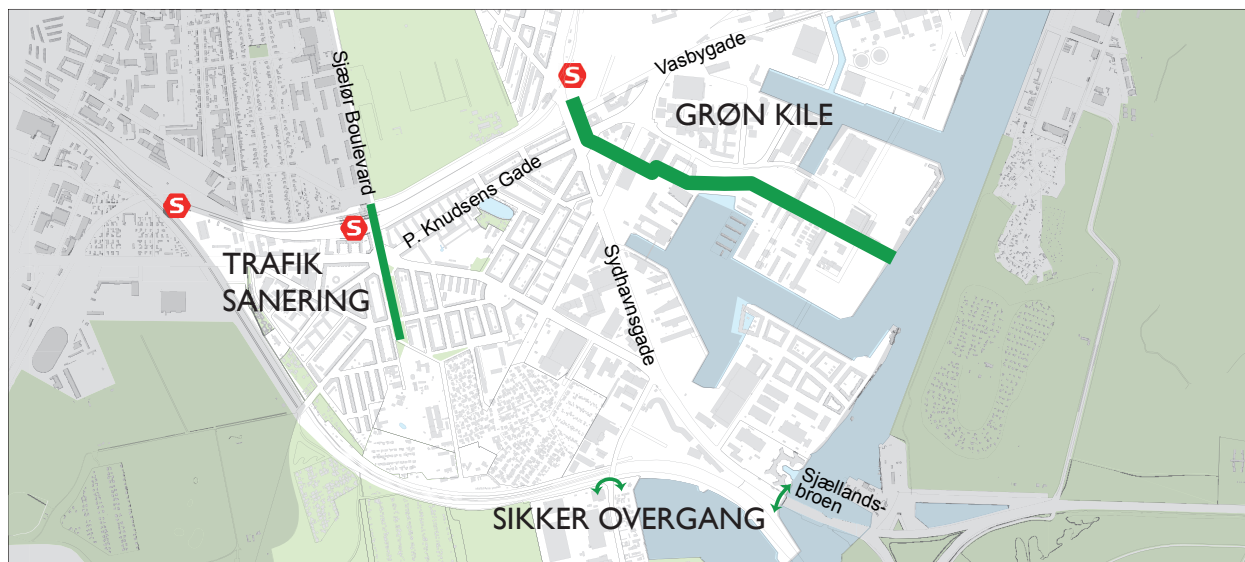 Vasbygade
S
GRØN KILE
Sjælør Boulevard
P. Knudsens Gade
S
S
TRAFIK
SANERING
Sydhavnsgade
Sjællands-
broen
SIKKER OVERGANG